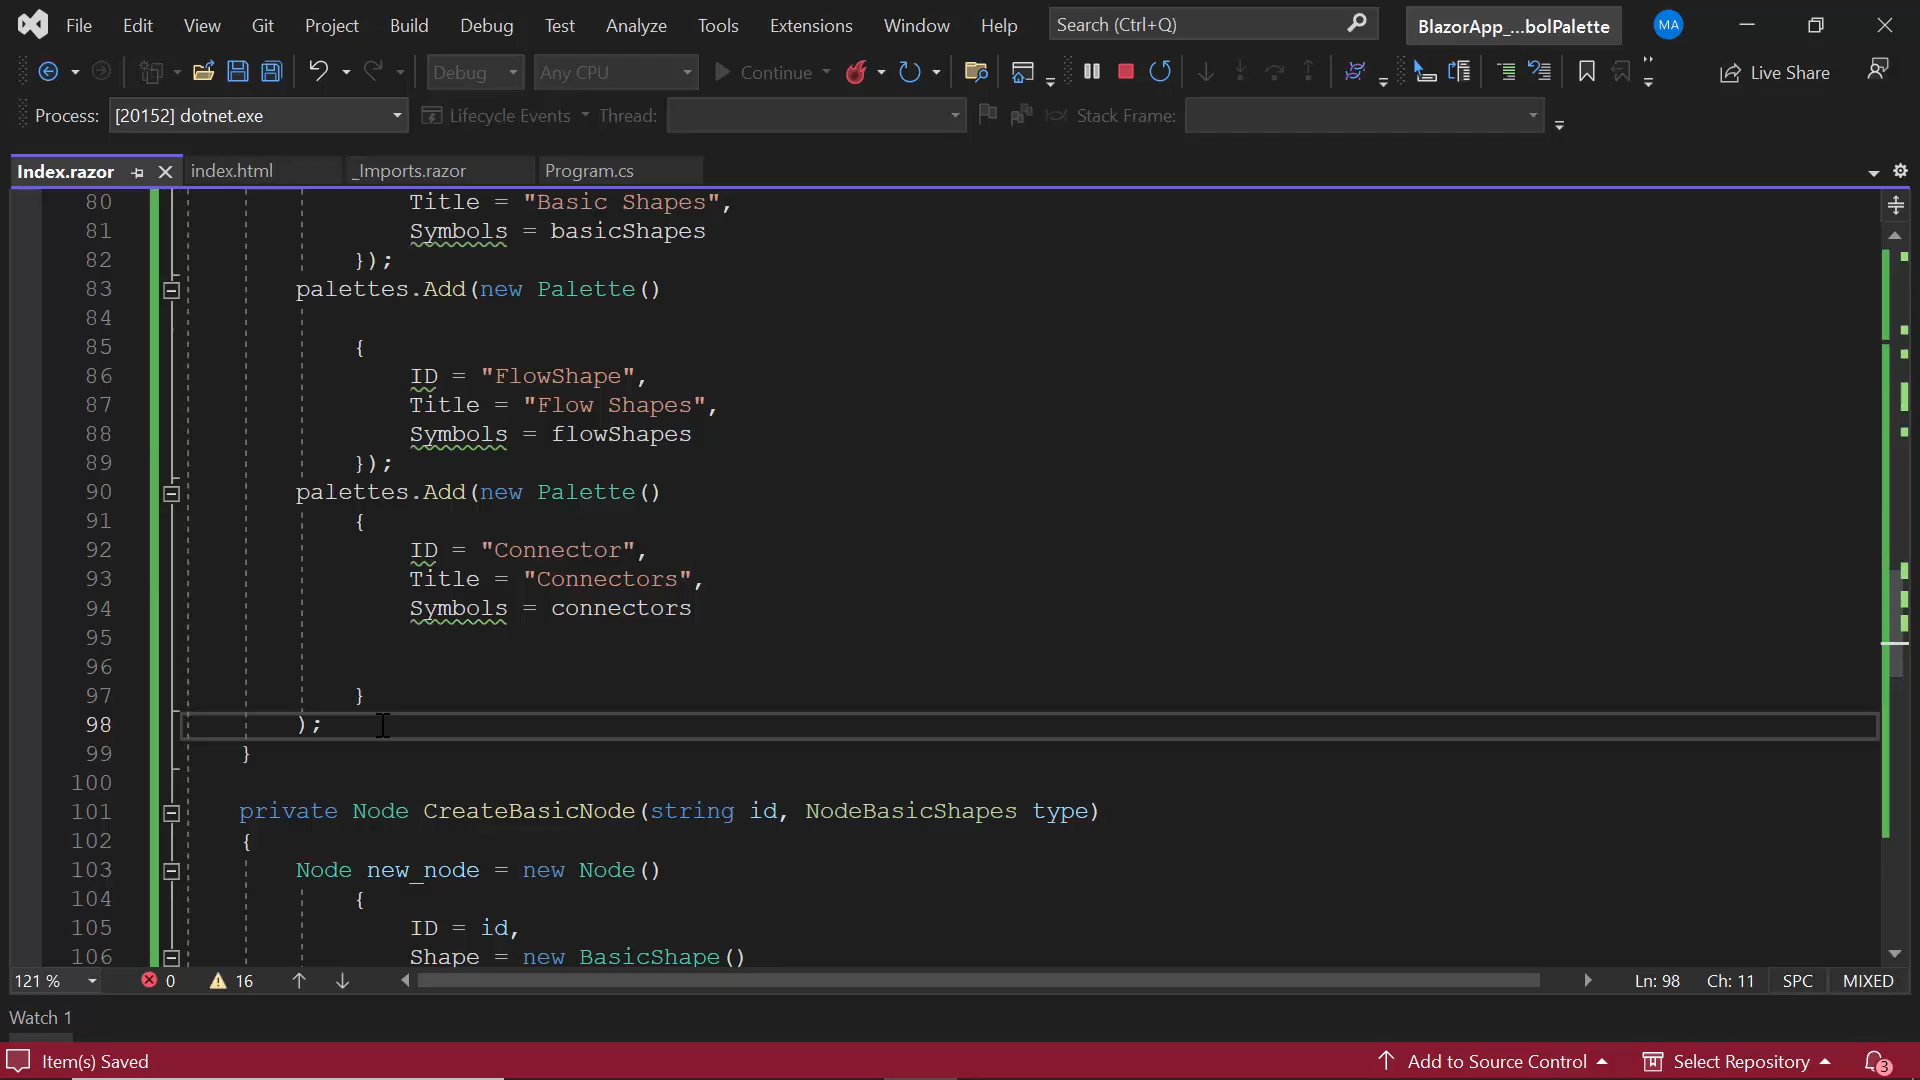 File Edit View Git Project Build Debug Test Analyze Tools Extensions Window Help Search (Ctrl+Q) BlazorApp_...bolPalette MA
Debug Any CPU Continue Live Share
Process: [20152] dotnet.exe Lifecycle Events Thread: Stack Frame:
Index.razor index.html _Imports.razor Program.cs
80 Title = "Basic Shapes",
81 Symbols = basicShapes
82 });
83 palettes.Add(new Palette()
84
85 {
86 ID = "FlowShape",
87 Title = "Flow Shapes",
88 Symbols = flowShapes
89 });
90 palettes.Add(new Palette()
91 {
92 ID = "Connector",
93 Title = "Connectors",
94 Symbols = connectors
95
96
97 }
98 );
99 }
100
101 private Node CreateBasicNode(string id, NodeBasicShapes type)
102 {
103 Node new_node = new Node()
104 {
105 ID = id,
106 Shape = new BasicShape()
121 % 0 16 Ln: 98 Ch: 11 SPC MIXED
Watch 1
Item(s) Saved Add to Source Control Select Repository 3